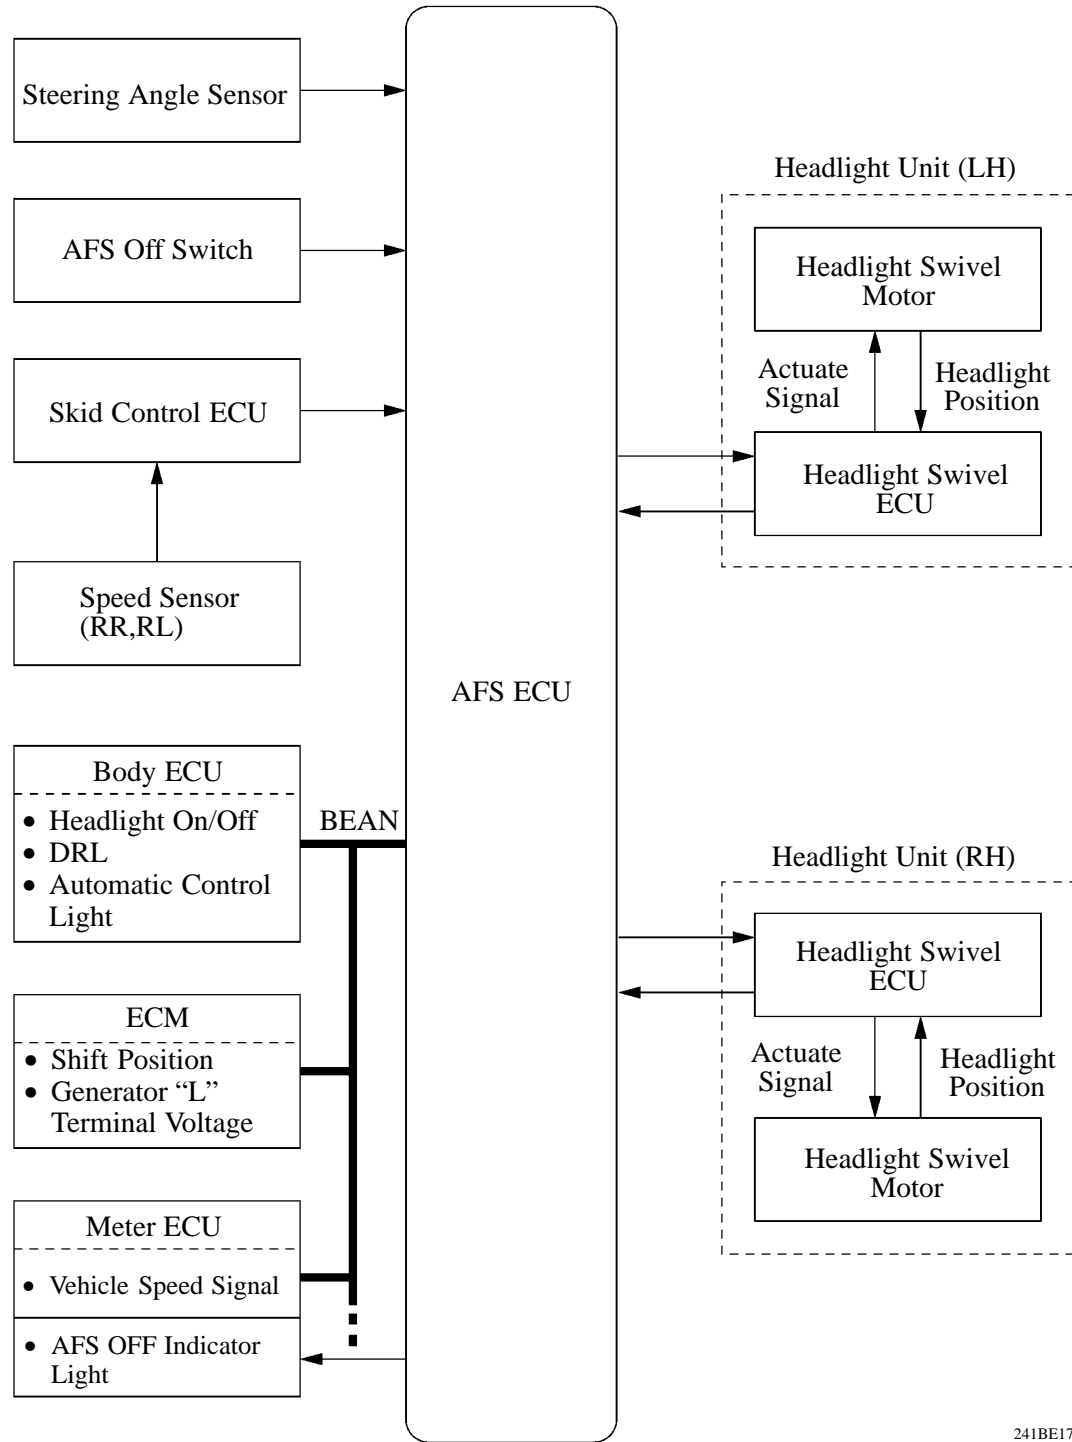 Steering Angle Sensor
AFS Off Switch
Skid Control ECU
Speed Sensor
(RR,RL)
Body ECU
• Headlight On/Off
• DRL
• Automatic Control
Light
BEAN
ECM
• Shift Position
• Generator “L”
Terminal Voltage
Meter ECU
• Vehicle Speed Signal
• AFS OFF Indicator
Light
AFS ECU
Headlight Unit (LH)
Headlight Swivel
Motor
Actuate
Signal
Headlight
Position
Headlight Swivel
ECU
Headlight Unit (RH)
Headlight Swivel
ECU
Actuate
Signal
Headlight
Position
Headlight Swivel
Motor
241BE17